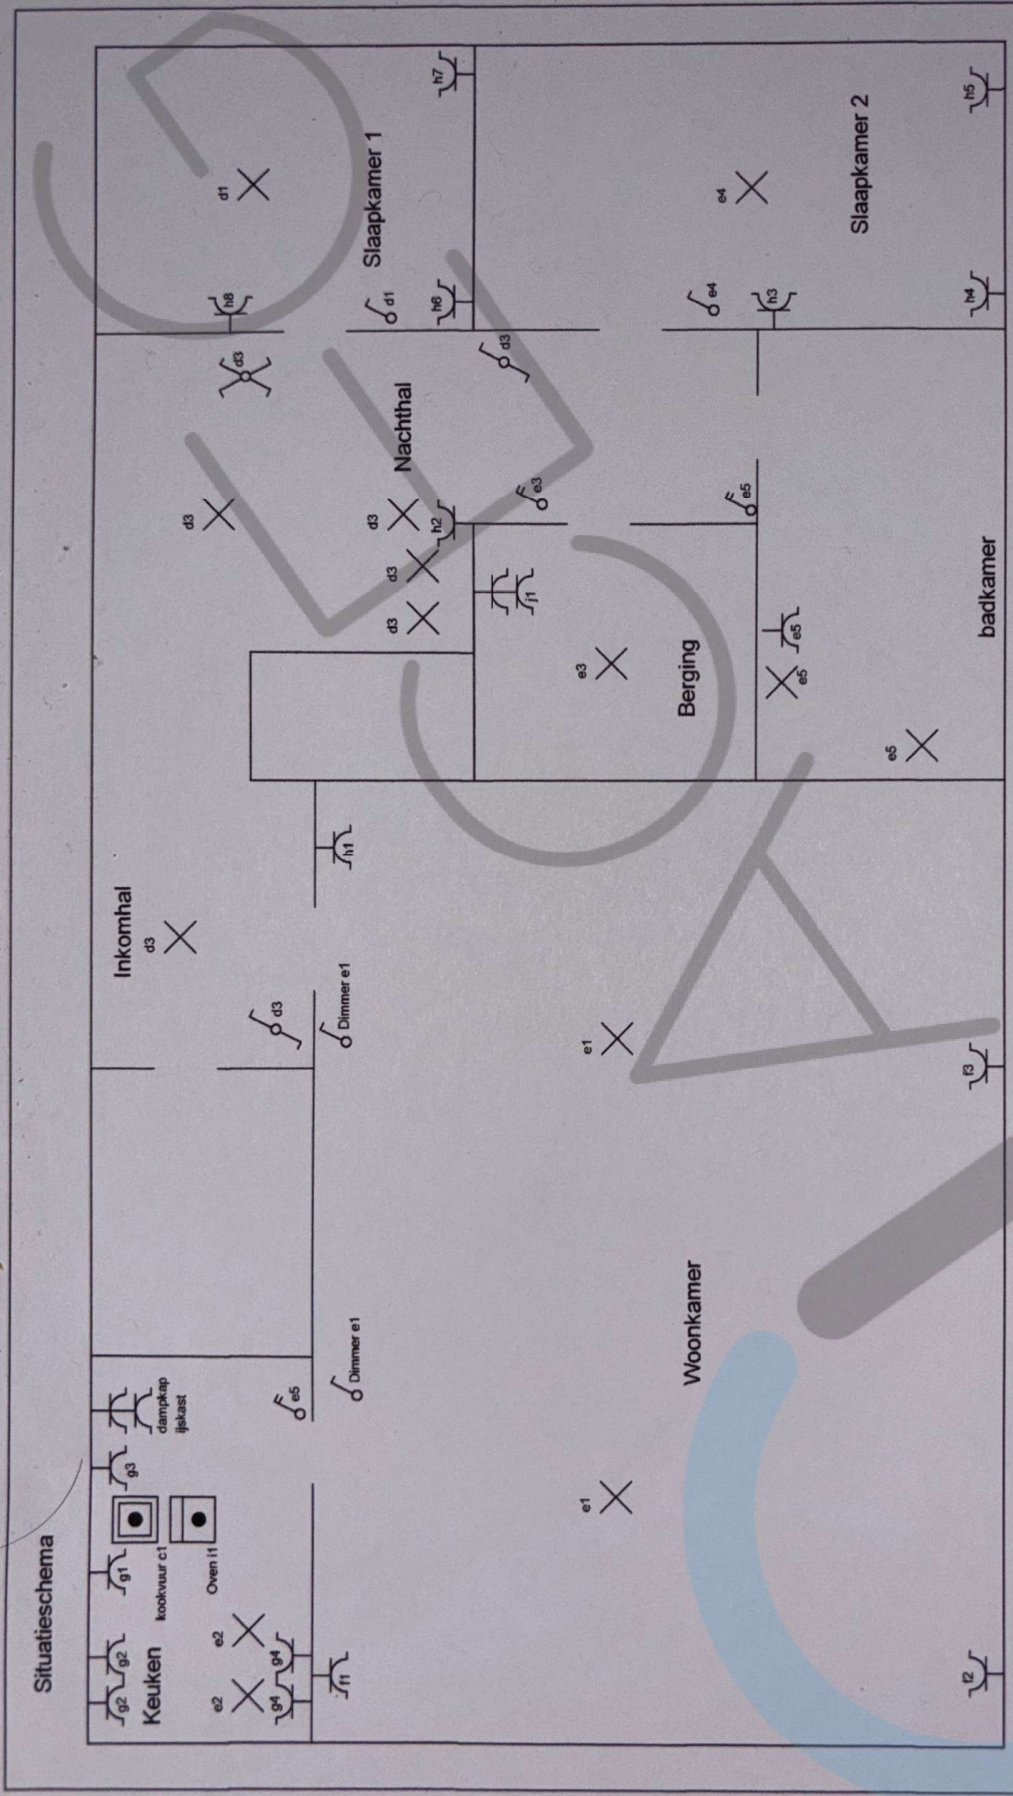 Situatieschema
Keuken
g2
g2
g1
g3
dampkap
ijskast
kookvuur c1
Oven i1
e2
e2
g4
g4
e5
f1
Dimmer e1
Dimmer e1
Inkomhal
d3
d3
h1
d3
d3
d3
d3
h2
Nachthal
d3
d3
h8
d1
Slaapkamer 1
d1
h6
h7
j1
e3
e3
Berging
e5
e5
e5
e5
badkamer
e4
e4
h3
Slaapkamer 2
h4
h5
e1
e1
Woonkamer
f2
f3